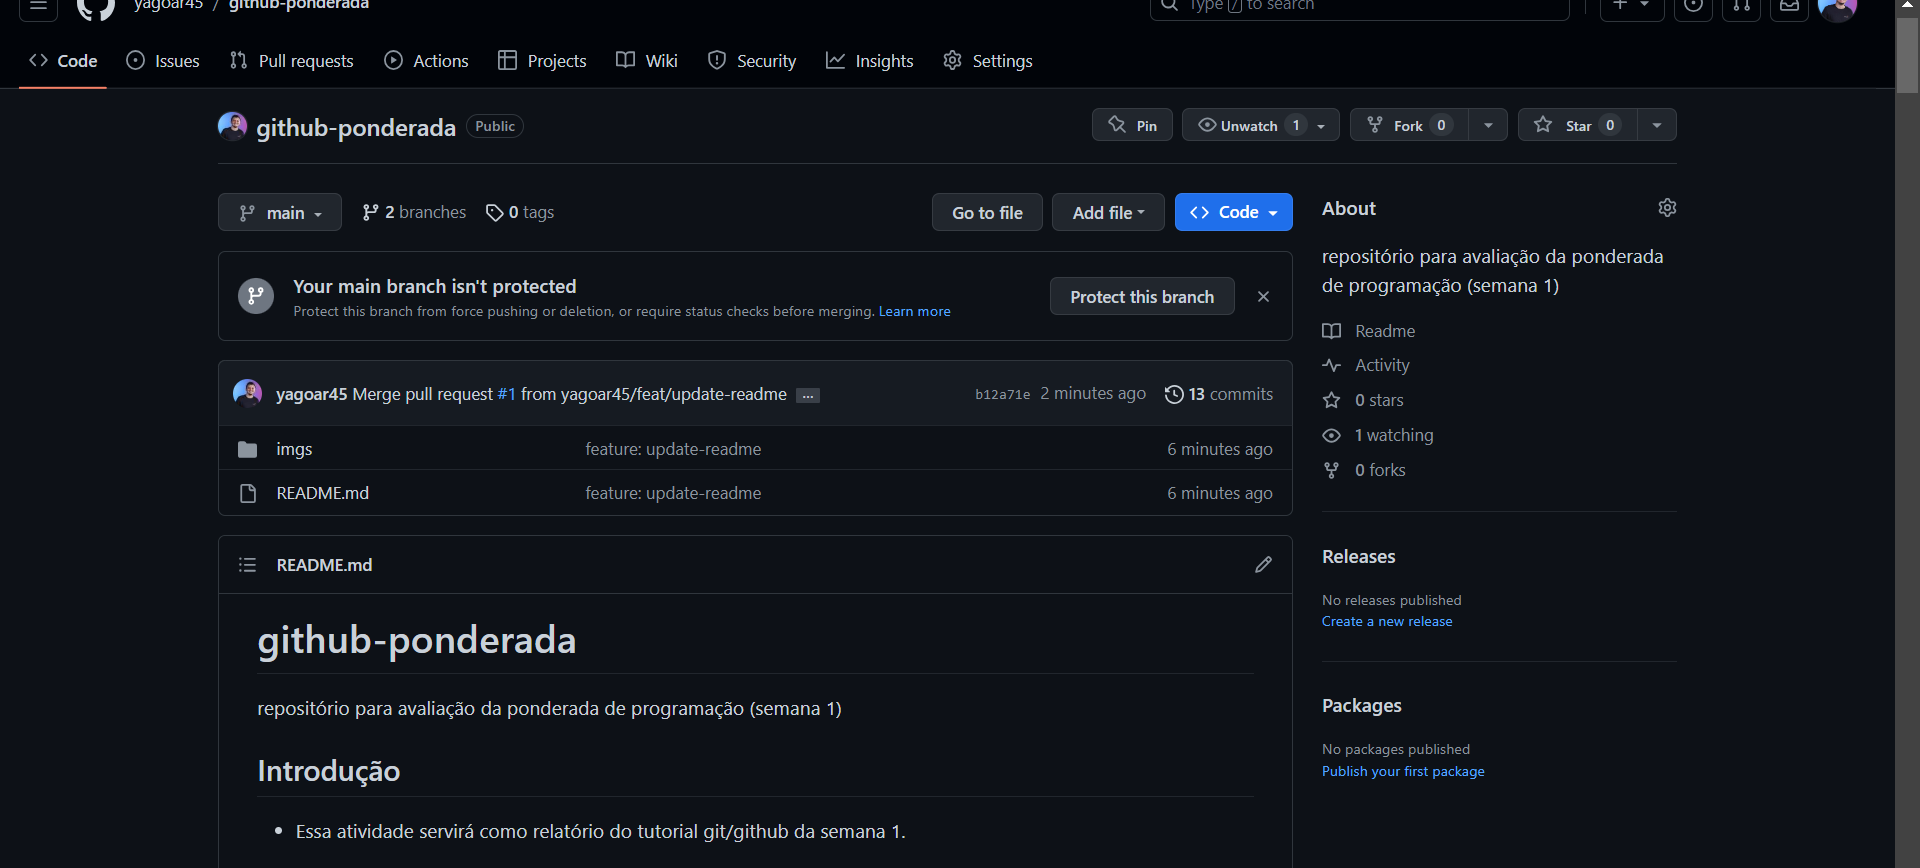 yagoar45 / github-ponderada
Type / to search
Code Issues Pull requests Actions Projects Wiki Security Insights Settings
github-ponderada Public
Pin Unwatch 1 Fork 0 Star 0
main 2 branches 0 tags
Go to file Add file Code
Your main branch isn't protected
Protect this branch from force pushing or deletion, or require status checks before merging. Learn more
Protect this branch
yagoar45 Merge pull request #1 from yagoar45/feat/update-readme ... b12a71e 2 minutes ago 13 commits
imgs feature: update-readme 6 minutes ago
README.md feature: update-readme 6 minutes ago
README.md
github-ponderada
repositório para avaliação da ponderada de programação (semana 1)
Introdução
Essa atividade servirá como relatório do tutorial git/github da semana 1.
About
repositório para avaliação da ponderada
de programação (semana 1)
Readme
Activity
0 stars
1 watching
0 forks
Releases
No releases published
Create a new release
Packages
No packages published
Publish your first package